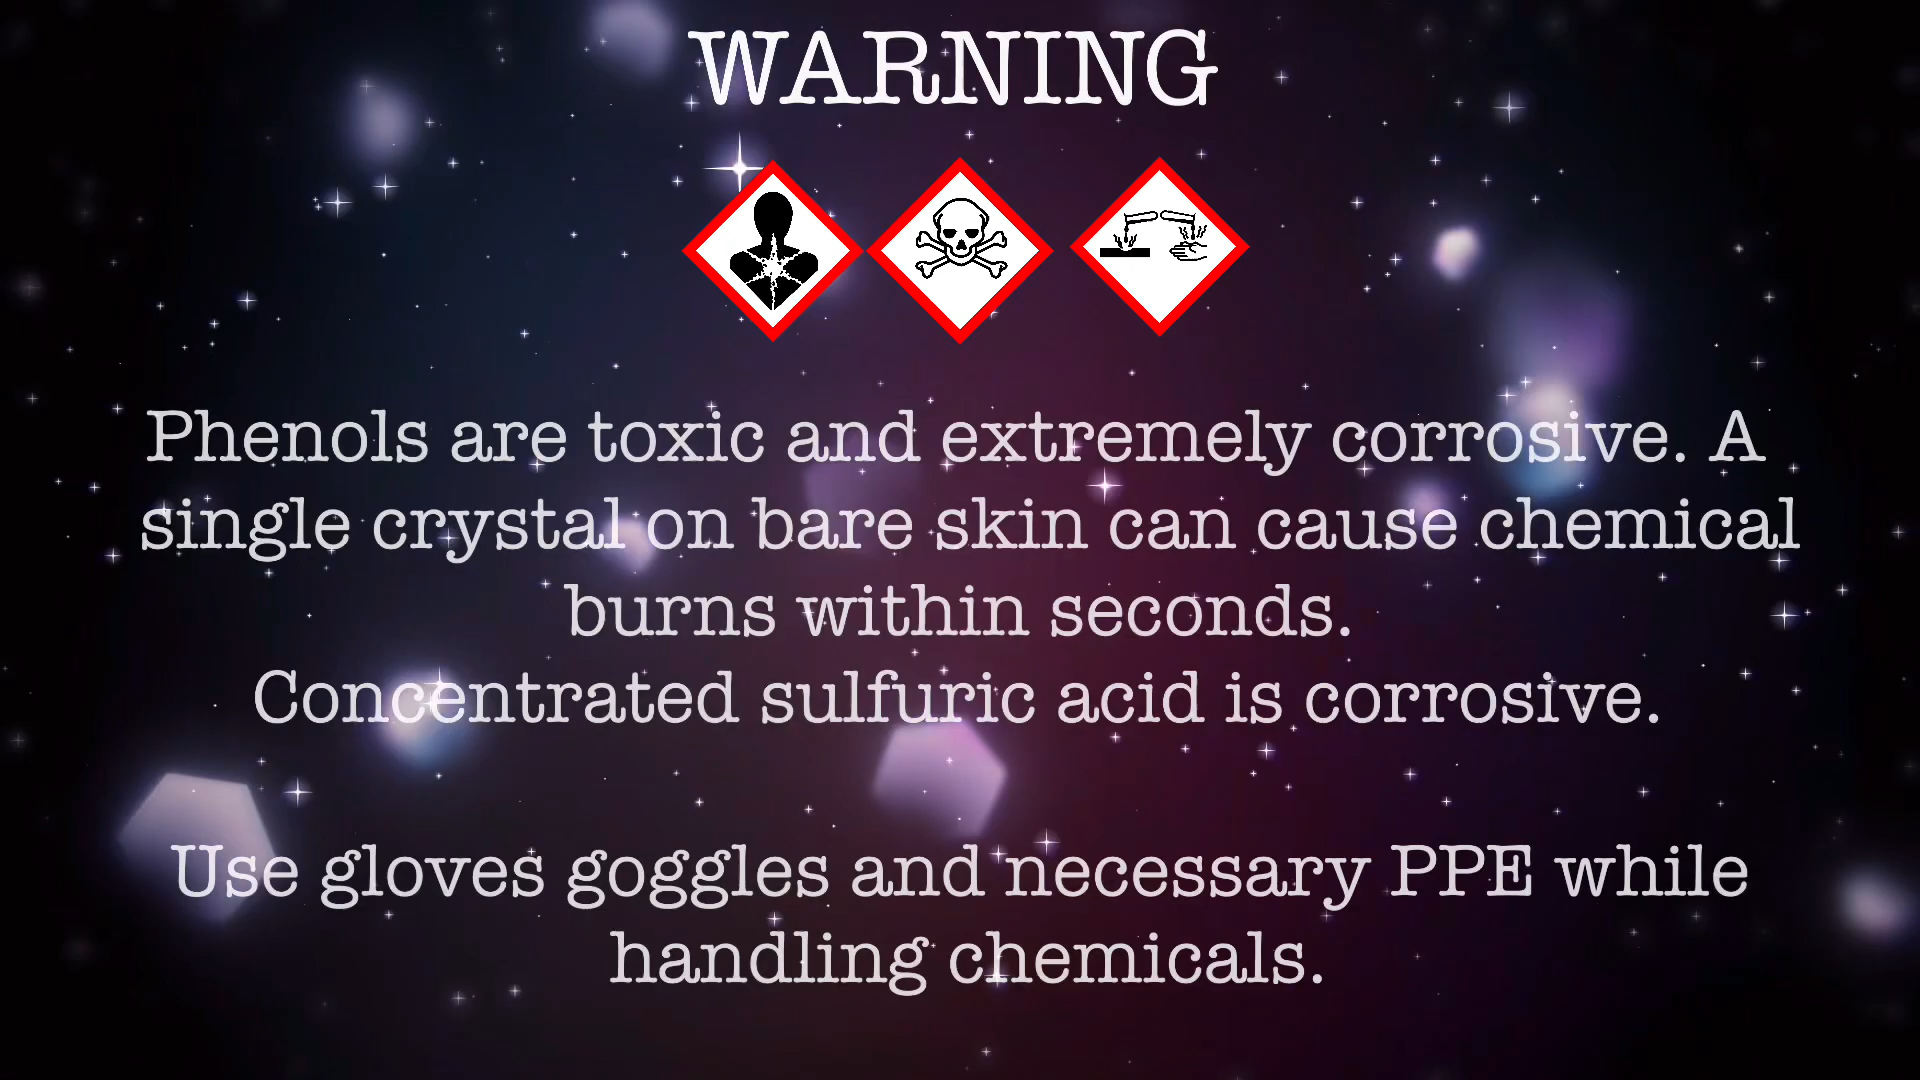 WARNING
Phenols are toxic and extremely corrosive. A
single crystal on bare skin can cause chemical
burns within seconds.
Concentrated sulfuric acid is corrosive.
Use gloves goggles and necessary PPE while
handling chemicals.